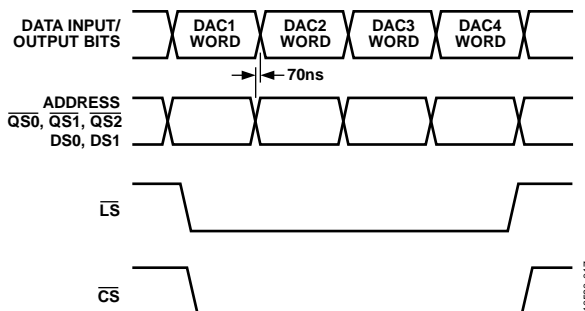 DATA INPUT/
OUTPUT BITS
DAC1
WORD
DAC2
WORD
DAC3
WORD
DAC4
WORD
70ns
ADDRESS
QS0, QS1, QS2
DS0, DS1
LS
CS